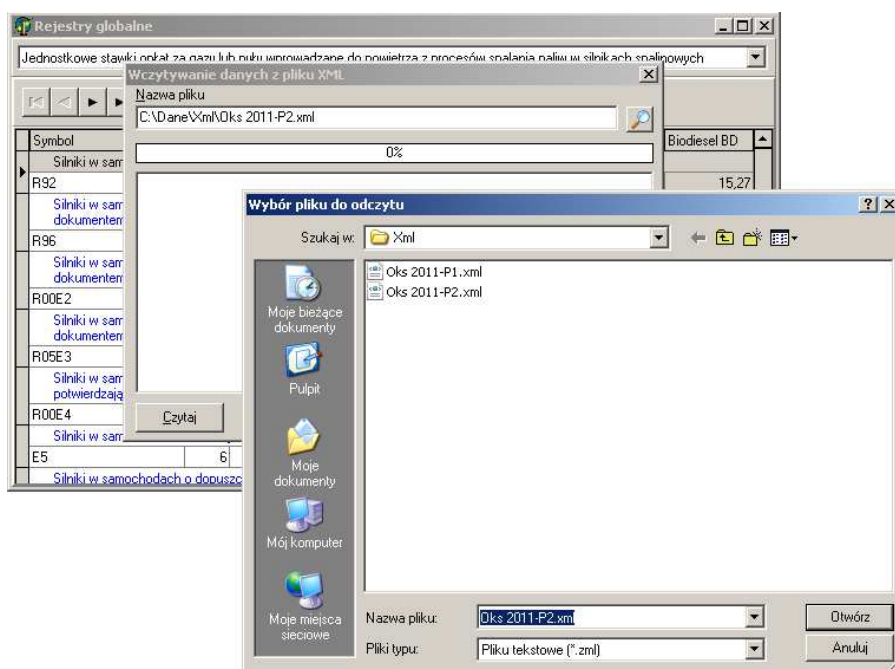 Rejestry globalne
Jednostkowe stawki opłat za gazy lub pyły wprowadzane do powietrza z procesów spalania paliw w silnikach spalinowych
Wczytywanie danych z pliku XML
Nazwa pliku
C:\Dane\Xml\Oks 2011-P2.xml
0%
Symbol
Biodiesel BD
Silniki w sam
R92
15,27
Silniki w sam
dokumentem
R96
Silniki w sam
dokumentem
R00E2
Silniki w sam
dokumentem
R05E3
Silniki w sam
potwierdzają
R00E4
Silniki w sam
E5 6
Silniki w samochodach o dopuszc
Czytaj
Wybór pliku do odczytu
Szukaj w: Xml
Oks 2011-P1.xml
Oks 2011-P2.xml
Moje bieżące
dokumenty
Pulpit
Moje
dokumenty
Mój komputer
Moje miejsca
sieciowe
Nazwa pliku: Oks 2011-P2.xml Otwórz
Pliki typu: Pliku tekstowe (*.zml) Anuluj